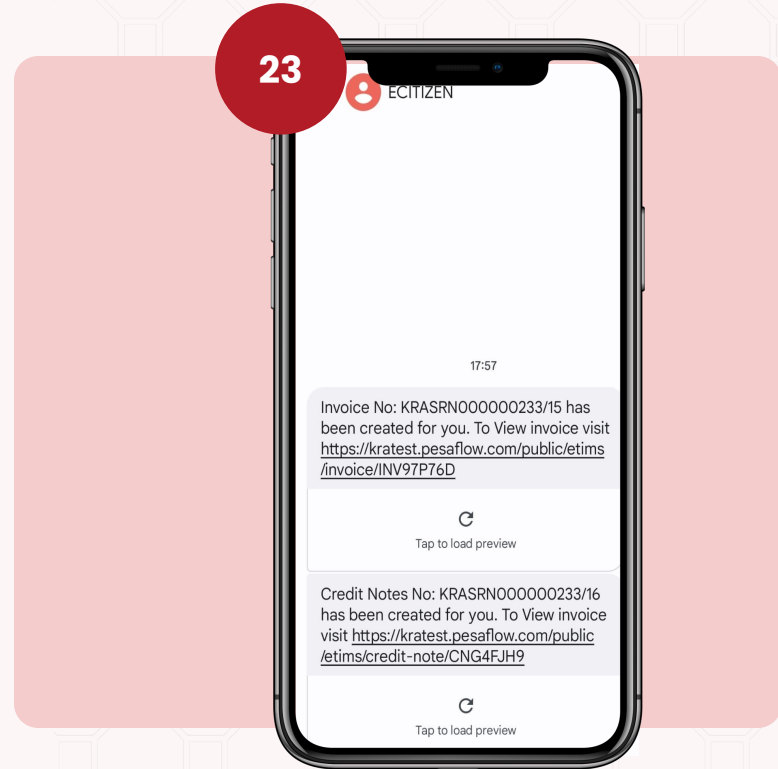 23
ECITIZEN
17:57
Invoice No: KRASRN000000233/15 has
been created for you. To View invoice visit
https://kratest.pesaflow.com/public/etims
/invoice/INV97P76D
Tap to load preview
Credit Notes No: KRASRN000000233/16
has been created for you. To View invoice
visit https://kratest.pesaflow.com/public
/etims/credit-note/CNG4FJH9
Tap to load preview